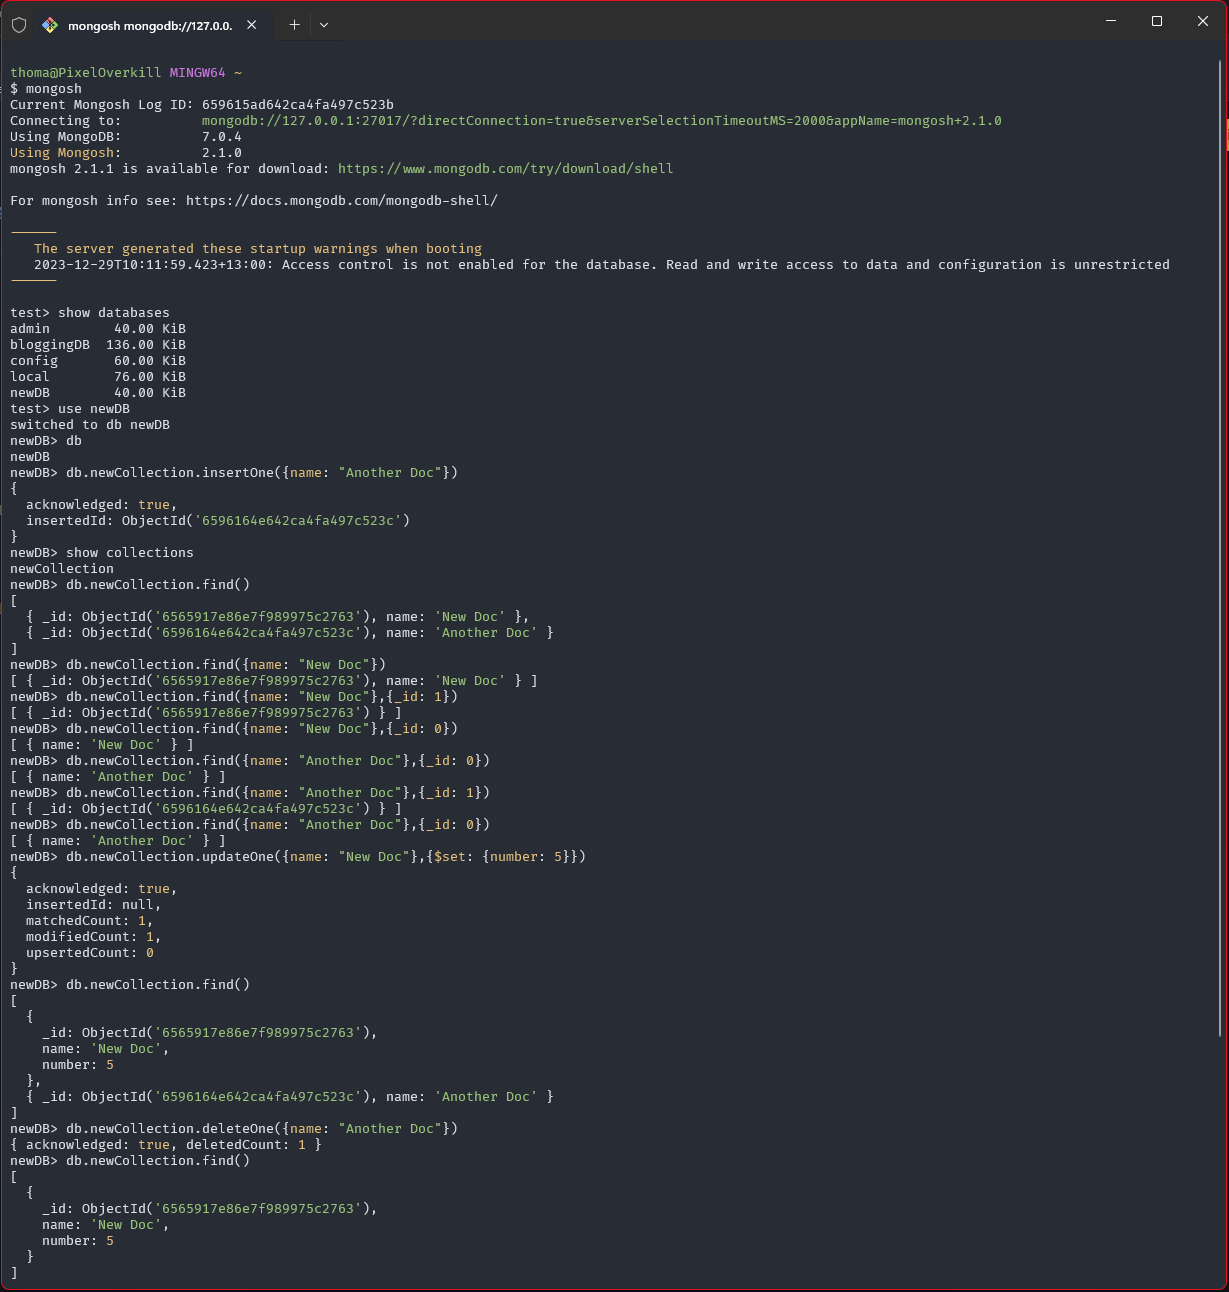 mongosh mongodb://127.0.0.
thoma@PixelOverkill MINGW64 ~
$ mongosh
Current Mongosh Log ID: 659615ad642ca4fa497c523b
Connecting to:          mongodb://127.0.0.1:27017/?directConnection=true&serverSelectionTimeoutMS=2000&appName=mongosh+2.1.0
Using MongoDB:          7.0.4
Using Mongosh:          2.1.0
mongosh 2.1.1 is available for download: https://www.mongodb.com/try/download/shell
For mongosh info see: https://docs.mongodb.com/mongodb-shell/
------
   The server generated these startup warnings when booting
   2023-12-29T10:11:59.423+13:00: Access control is not enabled for the database. Read and write access to data and configuration is unrestricted
------
test> show databases
admin        40.00 KiB
bloggingDB  136.00 KiB
config       60.00 KiB
local        76.00 KiB
newDB        40.00 KiB
test> use newDB
switched to db newDB
newDB> db
newDB
newDB> db.newCollection.insertOne({name: "Another Doc"})
{
  acknowledged: true,
  insertedId: ObjectId('6596164e642ca4fa497c523c')
}
newDB> show collections
newCollection
newDB> db.newCollection.find()
[
  { _id: ObjectId('6565917e86e7f989975c2763'), name: 'New Doc' },
  { _id: ObjectId('6596164e642ca4fa497c523c'), name: 'Another Doc' }
]
newDB> db.newCollection.find({name: "New Doc"})
[ { _id: ObjectId('6565917e86e7f989975c2763'), name: 'New Doc' } ]
newDB> db.newCollection.find({name: "New Doc"},{_id: 1})
[ { _id: ObjectId('6565917e86e7f989975c2763') } ]
newDB> db.newCollection.find({name: "New Doc"},{_id: 0})
[ { name: 'New Doc' } ]
newDB> db.newCollection.find({name: "Another Doc"},{_id: 0})
[ { name: 'Another Doc' } ]
newDB> db.newCollection.find({name: "Another Doc"},{_id: 1})
[ { _id: ObjectId('6596164e642ca4fa497c523c') } ]
newDB> db.newCollection.find({name: "Another Doc"},{_id: 0})
[ { name: 'Another Doc' } ]
newDB> db.newCollection.updateOne({name: "New Doc"},{$set: {number: 5}})
{
  acknowledged: true,
  insertedId: null,
  matchedCount: 1,
  modifiedCount: 1,
  upsertedCount: 0
}
newDB> db.newCollection.find()
[
  {
    _id: ObjectId('6565917e86e7f989975c2763'),
    name: 'New Doc',
    number: 5
  },
  { _id: ObjectId('6596164e642ca4fa497c523c'), name: 'Another Doc' }
]
newDB> db.newCollection.deleteOne({name: "Another Doc"})
{ acknowledged: true, deletedCount: 1 }
newDB> db.newCollection.find()
[
  {
    _id: ObjectId('6565917e86e7f989975c2763'),
    name: 'New Doc',
    number: 5
  }
]